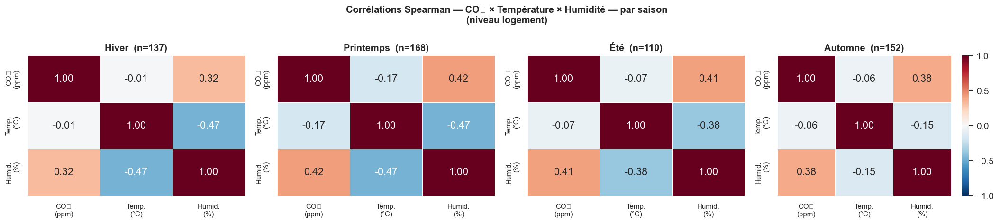 Corrélations Spearman — CO▯ × Température × Humidité — par saison
(niveau logement)
Hiver (n=137)
CO▯
(ppm)
Temp.
(°C)
Humid.
(%)
1.00 -0.01 0.32
-0.01 1.00 -0.47
0.32 -0.47 1.00
CO▯
(ppm)
Temp.
(°C)
Humid.
(%)
Printemps (n=168)
CO▯
(ppm)
Temp.
(°C)
Humid.
(%)
1.00 -0.17 0.42
-0.17 1.00 -0.47
0.42 -0.47 1.00
CO▯
(ppm)
Temp.
(°C)
Humid.
(%)
Été (n=110)
CO▯
(ppm)
Temp.
(°C)
Humid.
(%)
1.00 -0.07 0.41
-0.07 1.00 -0.38
0.41 -0.38 1.00
CO▯
(ppm)
Temp.
(°C)
Humid.
(%)
Automne (n=152)
CO▯
(ppm)
Temp.
(°C)
Humid.
(%)
1.00 -0.06 0.38
-0.06 1.00 -0.15
0.38 -0.15 1.00
CO▯
(ppm)
Temp.
(°C)
Humid.
(%)
1.0
0.5
0.0
−0.5
−1.0